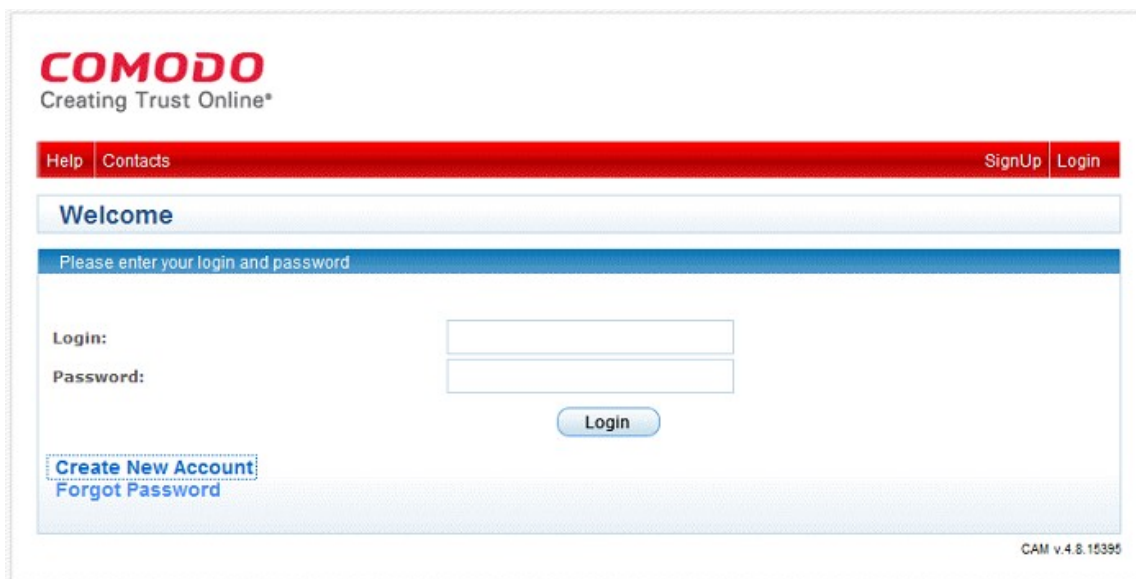 COMODO
Creating Trust Online®
Help Contacts SignUp Login
Welcome
Please enter your login and password
Login:
Password:
Login
Create New Account
Forgot Password
CAM v.4.8.15395